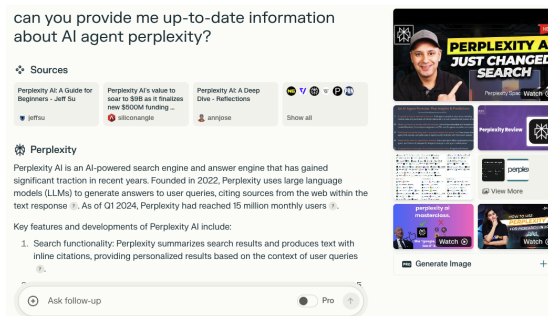 can you provide me up-to-date information
about AI agent perplexity?
Sources
Perplexity AI: A Guide for
Beginners - Jeff Su
jeffsu
Perplexity AI's value to
soar to $9B as it finalizes
new $500M funding ...
siliconangle
Perplexity AI: A Deep
Dive - Reflections
annjose
Show all
Perplexity
Perplexity AI is an AI-powered search engine and answer engine that has gained
significant traction in recent years. Founded in 2022, Perplexity uses large language
models (LLMs) to generate answers to user queries, citing sources from the web within the
text response. As of Q1 2024, Perplexity had reached 15 million monthly users.
Key features and developments of Perplexity AI include:
1. Search functionality: Perplexity summarizes search results and produces text with
inline citations, providing personalized results based on the context of user queries
.
Ask follow-up
Pro
PERPLEXITY A
JUST CHANGED
SEARCH
Perplexity Spac
Watch
Perplexity Review
perplex
View More
perplexity ai
masterclass.
Watch
HOW TO USE
Watch
Generate Image
+